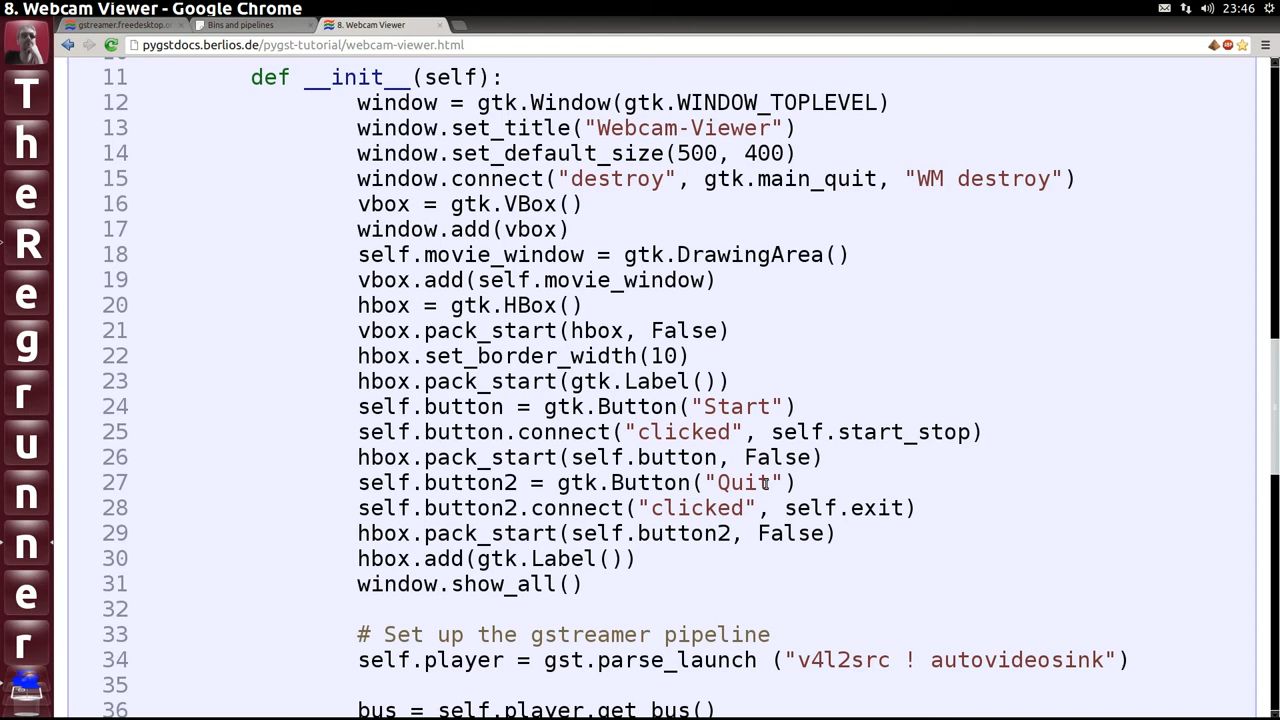 8. Webcam Viewer - Google Chrome
23:46
gstreamer.freedesktop.o
Bins and pipelines
8. Webcam Viewer
pygstdocs.berlios.de/pygst-tutorial/webcam-viewer.html
11 def __init__(self):
12 window = gtk.Window(gtk.WINDOW_TOPLEVEL)
13 window.set_title("Webcam-Viewer")
14 window.set_default_size(500, 400)
15 window.connect("destroy", gtk.main_quit, "WM destroy")
16 vbox = gtk.VBox()
17 window.add(vbox)
18 self.movie_window = gtk.DrawingArea()
19 vbox.add(self.movie_window)
20 hbox = gtk.HBox()
21 vbox.pack_start(hbox, False)
22 hbox.set_border_width(10)
23 hbox.pack_start(gtk.Label())
24 self.button = gtk.Button("Start")
25 self.button.connect("clicked", self.start_stop)
26 hbox.pack_start(self.button, False)
27 self.button2 = gtk.Button("Quit")
28 self.button2.connect("clicked", self.exit)
29 hbox.pack_start(self.button2, False)
30 hbox.add(gtk.Label())
31 window.show_all()
32
33 # Set up the gstreamer pipeline
34 self.player = gst.parse_launch ("v4l2src ! autovideosink")
35
36 bus = self.player.get_bus()
T
h
e
R
e
g
r
u
n
n
e
r